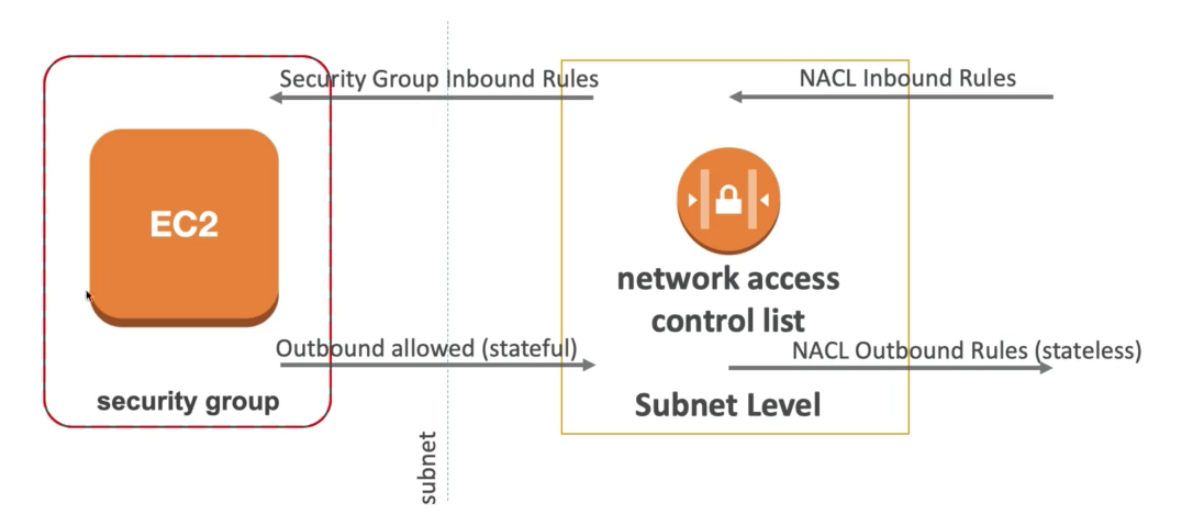 Security Group Inbound Rules
NACL Inbound Rules
EC2
network access
control list
Outbound allowed (stateful)
NACL Outbound Rules (stateless)
security group
Subnet Level
subnet